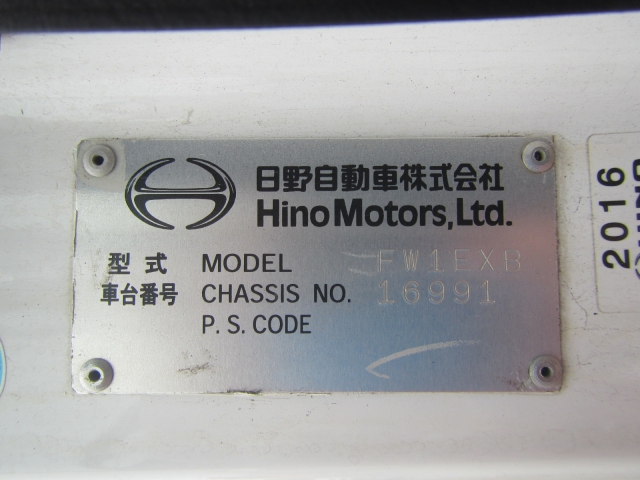 日野自動車株式会社
Hino Motors, Ltd.
型式 MODEL FW1EXB
車台番号 CHASSIS NO. 16991
P.S. CODE
2016